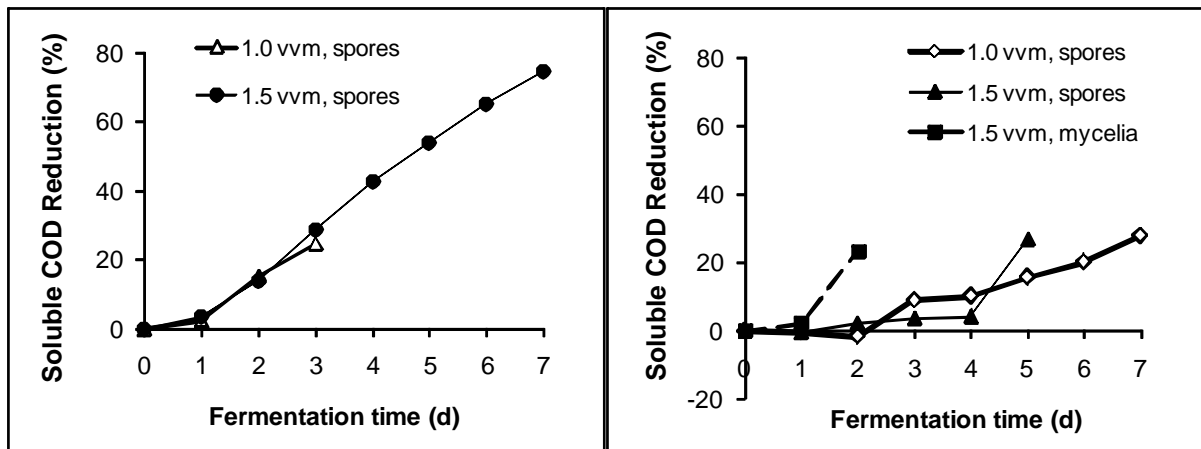 Soluble COD Reduction (%)
80
60
40
20
0
1.0 vvm, spores
1.5 vvm, spores
0 1 2 3 4 5 6 7
Fermentation time (d)
Soluble COD Reduction (%)
80
60
40
20
0
-20
1.0 vvm, spores
1.5 vvm, spores
1.5 vvm, mycelia
0 1 2 3 4 5 6 7
Fermentation time (d)